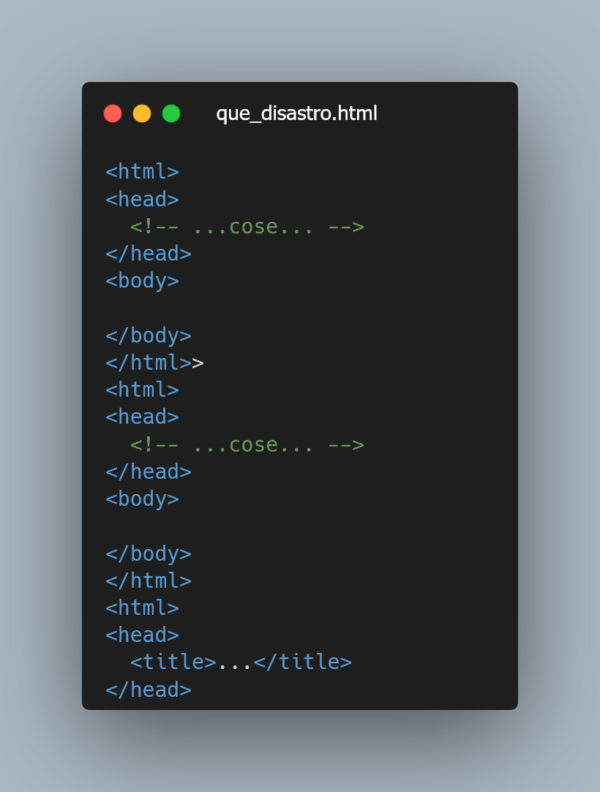 que_disastro.html
<html>
<head>
  <!-- ...cose... -->
</head>
<body>

</body>
</html>>
<html>
<head>
  <!-- ...cose... -->
</head>
<body>

</body>
</html>
<html>
<head>
  <title>...</title>
</head>